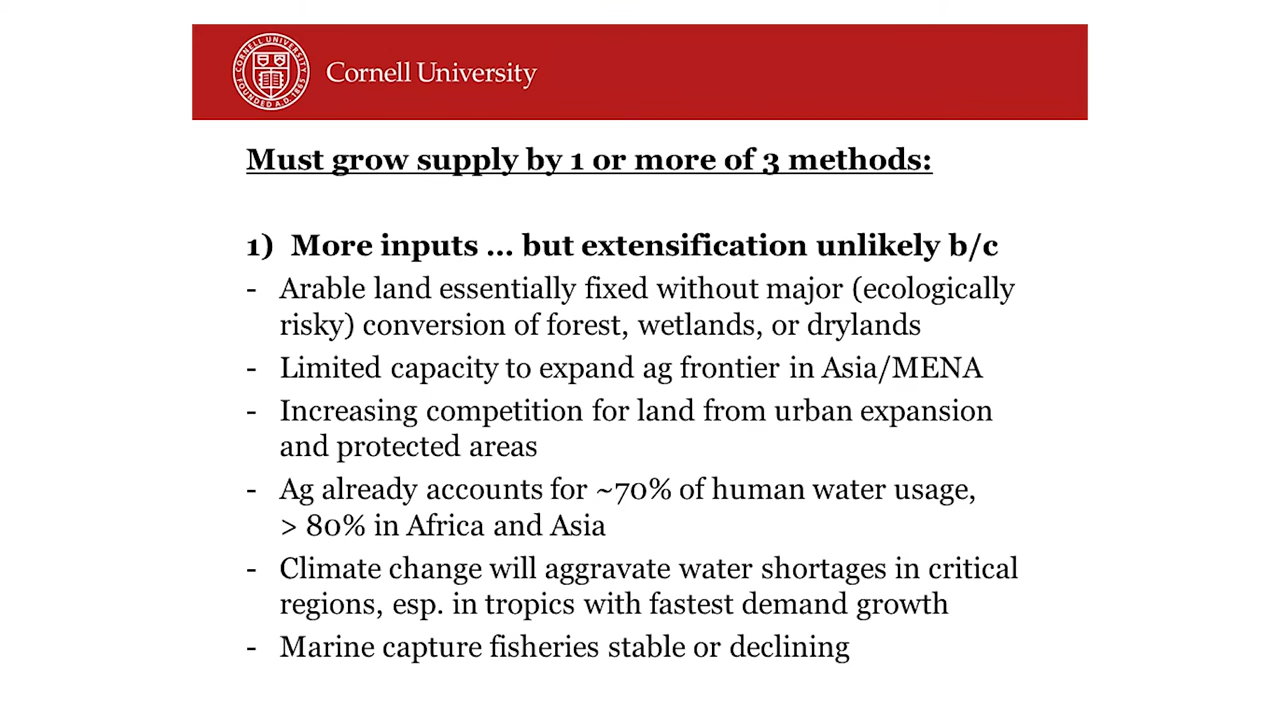 CORNELL UNIVERSITY
FOUNDED A.D. 1865
Cornell University
Must grow supply by 1 or more of 3 methods:
1) More inputs ... but extensification unlikely b/c
- Arable land essentially fixed without major (ecologically
risky) conversion of forest, wetlands, or drylands
- Limited capacity to expand ag frontier in Asia/MENA
- Increasing competition for land from urban expansion
and protected areas
- Ag already accounts for ~70% of human water usage,
> 80% in Africa and Asia
- Climate change will aggravate water shortages in critical
regions, esp. in tropics with fastest demand growth
- Marine capture fisheries stable or declining